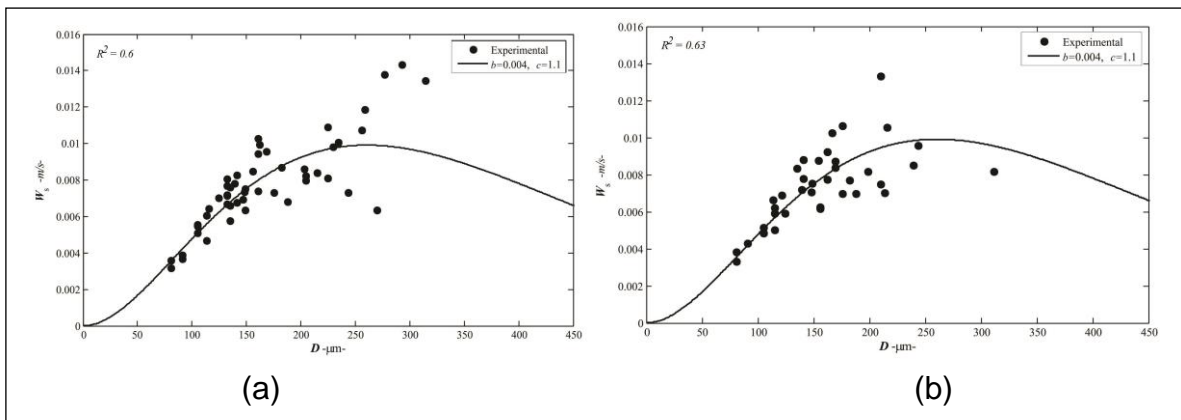 R² = 0.6
● Experimental
b=0.004, c=1.1
0.016
0.014
0.012
0.01
0.008
0.006
0.004
0.002
0
W_s -m/s-
0 50 100 150 200 250 300 350 400 450
D -μm-
(a)
R² = 0.63
● Experimental
b=0.004, c=1.1
0.016
0.014
0.012
0.01
0.008
0.006
0.004
0.002
0
W_s -m/s-
0 50 100 150 200 250 300 350 400 450
D -μm-
(b)